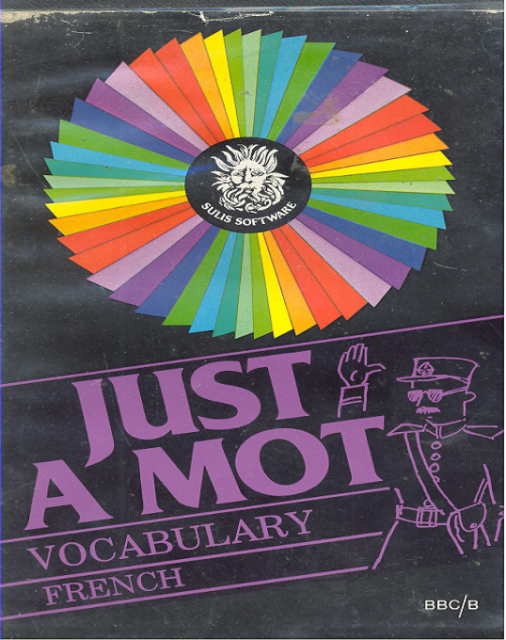 SULIS SOFTWARE
JUST
A MOT
VOCABULARY
FRENCH
BBC/B